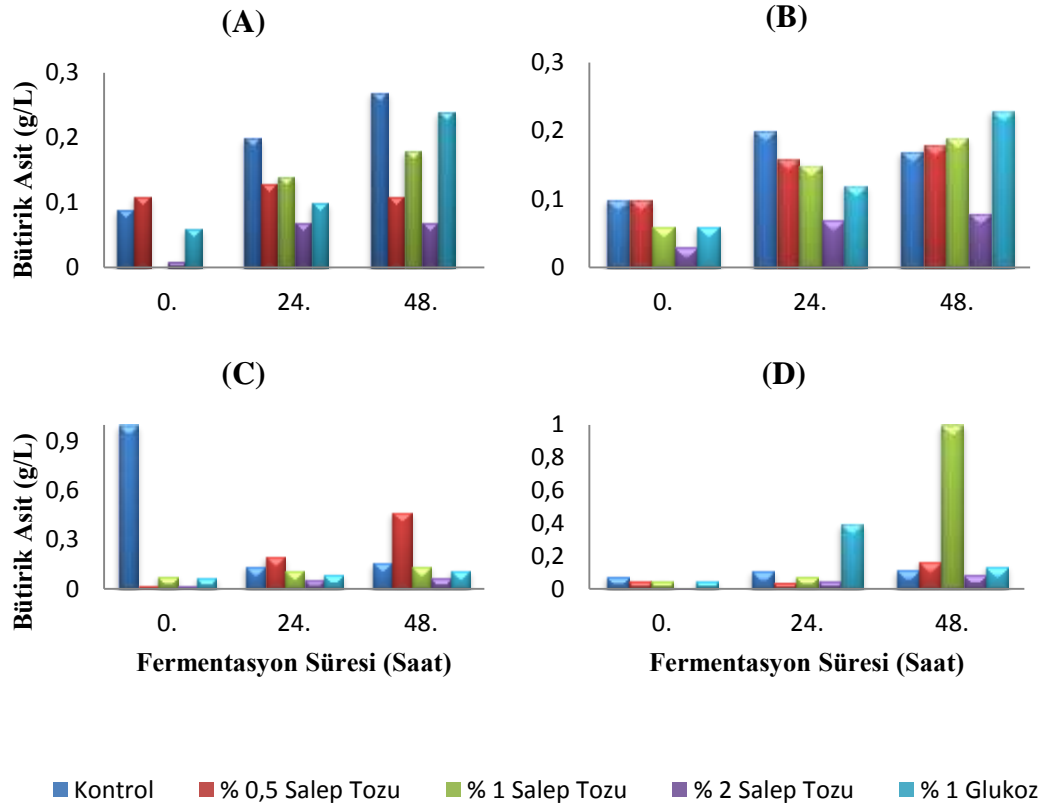 (A)
Bütirik Asit (g/L)
0,3
0,2
0,1
0
0. 24. 48.
(B)
0,3
0,2
0,1
0
0. 24. 48.
(C)
Bütirik Asit (g/L)
0,9
0,6
0,3
0
0. 24. 48.
Fermentasyon Süresi (Saat)
(D)
1
0,8
0,6
0,4
0,2
0
0. 24. 48.
Fermentasyon Süresi (Saat)
Kontrol % 0,5 Salep Tozu % 1 Salep Tozu % 2 Salep Tozu % 1 Glukoz